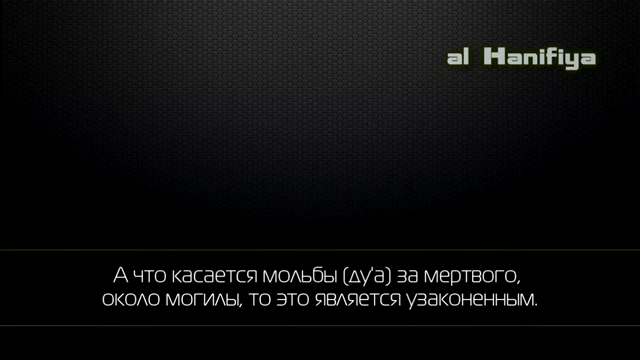 al Hanifiya
А что касается мольбы (ду'а) за мертвого,
около могилы, то это является узаконенным.